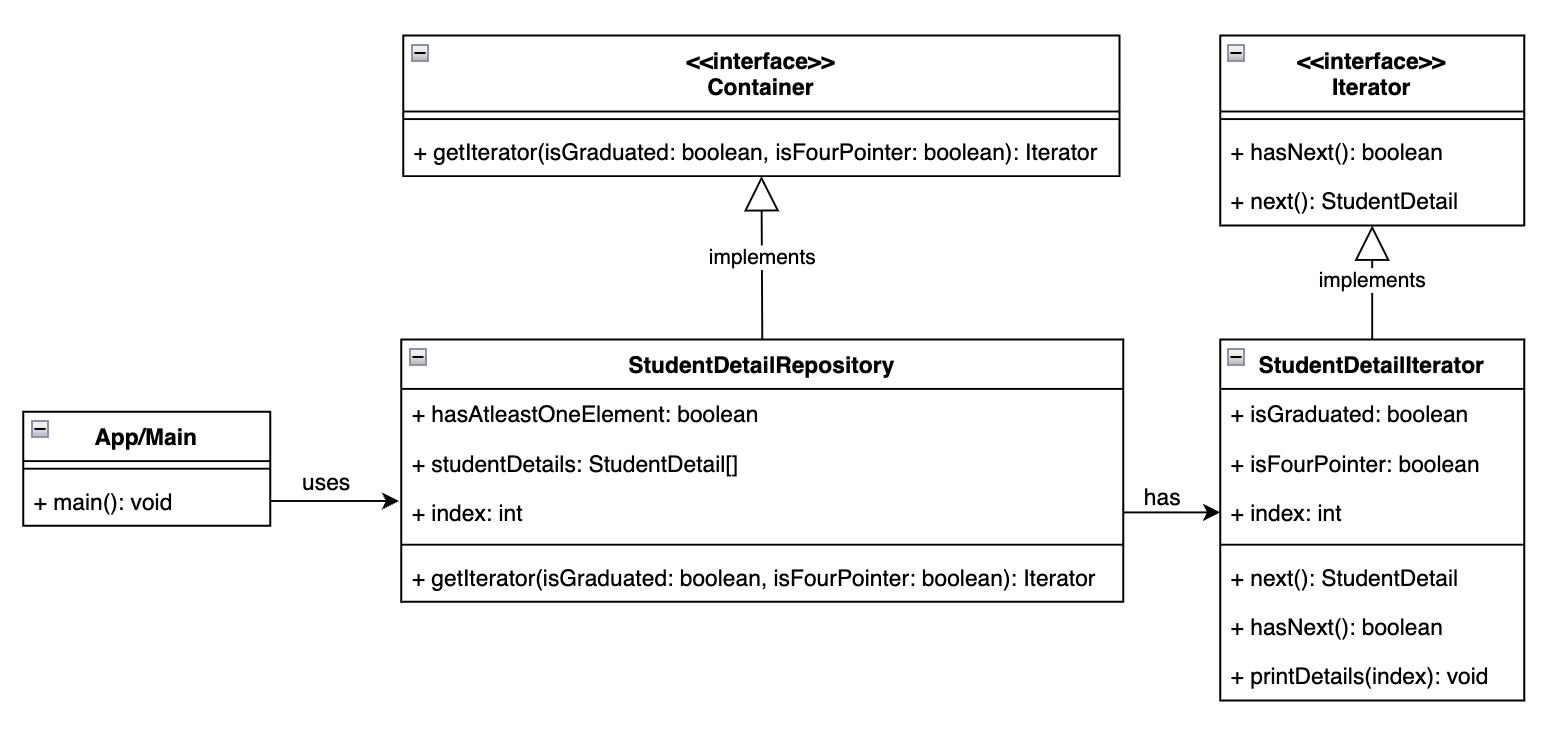 <<interface>>
Container
+ getIterator(isGraduated: boolean, isFourPointer: boolean): Iterator
<<interface>>
Iterator
+ hasNext(): boolean
+ next(): StudentDetail
implements
implements
App/Main
+ main(): void
uses
StudentDetailRepository
+ hasAtleastOneElement: boolean
+ studentDetails: StudentDetail[]
+ index: int
+ getIterator(isGraduated: boolean, isFourPointer: boolean): Iterator
has
StudentDetailIterator
+ isGraduated: boolean
+ isFourPointer: boolean
+ index: int
+ next(): StudentDetail
+ hasNext(): boolean
+ printDetails(index): void